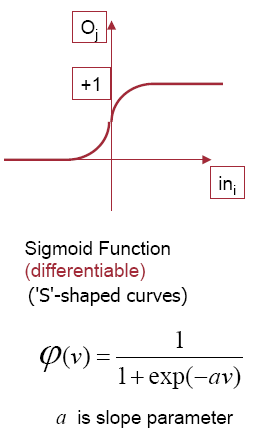 Oj
+1
ini
Sigmoid Function
(differentiable)
('S'-shaped curves)
φ(v) = 1 / (1 + exp(−av))
a is slope parameter